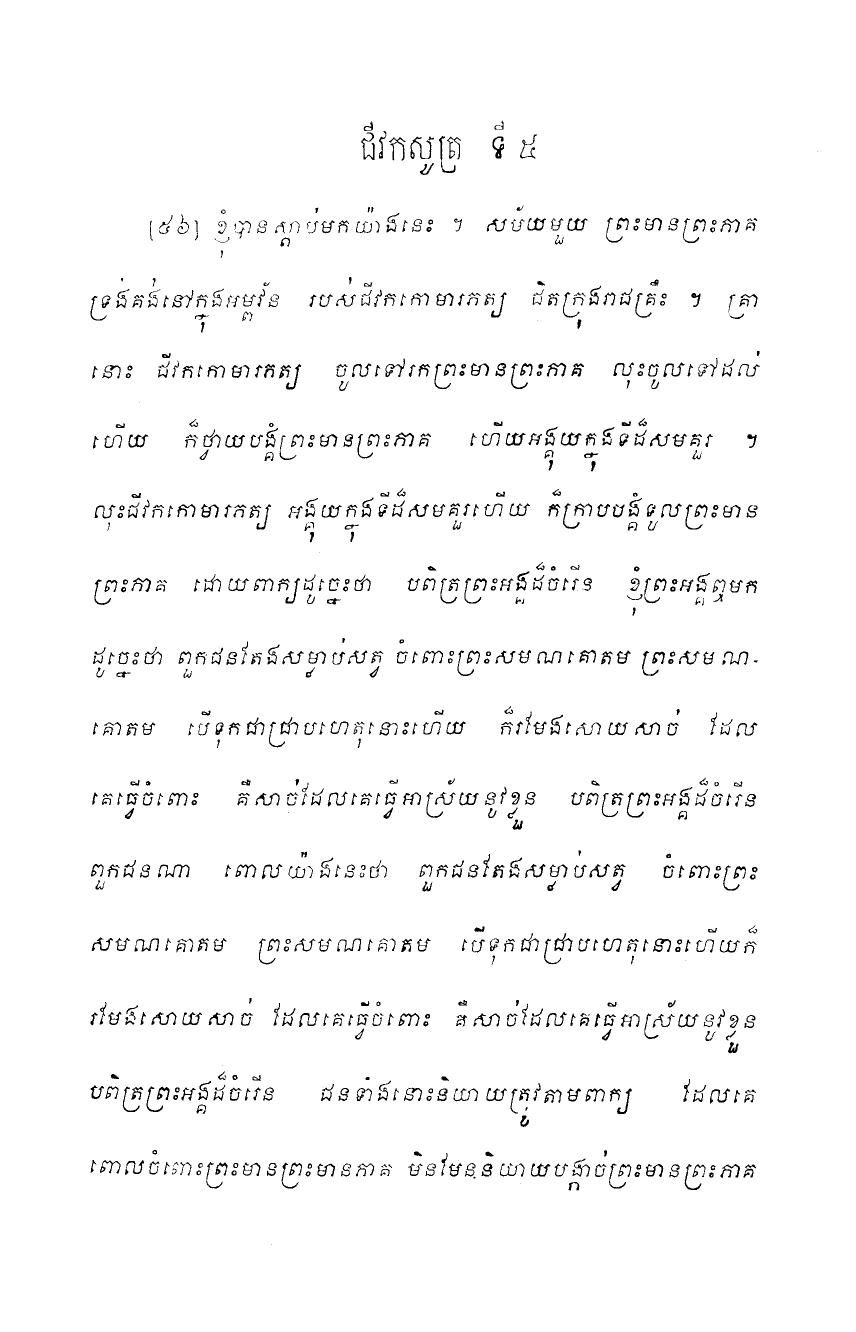 ជីវកសូត្រ ទី ៥
[៥៦] ខ្ញុំបានស្តាប់មកយ៉ាងនេះ ។ សម័យមួយ ព្រះមានព្រះភាគ
ទ្រង់គង់នៅក្នុងអម្ពវ័ន របស់ជីវកកោមារភត្យ ជិតក្រុងរាជគ្រឹះ ។ គ្រា
នោះ ជីវកកោមារភត្យ ចូលទៅរកព្រះមានព្រះភាគ លុះចូលទៅដល់
ហើយ ក៏ថ្វាយបង្គំព្រះមានព្រះភាគ ហើយអង្គុយក្នុងទីដ៏សមគួរ ។
លុះជីវកកោមារភត្យ អង្គុយក្នុងទីដ៏សមគួរហើយ ក៏ក្រាបបង្គំទូលព្រះមាន
ព្រះភាគ ដោយពាក្យដូច្នេះថា បពិត្រព្រះអង្គដ៏ចំរើន ខ្ញុំព្រះអង្គឮមក
ដូច្នេះថា ពួកជនតែងសម្លាប់សត្វ ចំពោះព្រះសមណគោតម ព្រះសមណ-
គោតម បើទុកជាជ្រាបហេតុនោះហើយ ក៏រមែងសោយសាច់ ដែល
គេធ្វើចំពោះ គឺសាច់ដែលគេធ្វើអាស្រ័យនូវខ្លួន បពិត្រព្រះអង្គដ៏ចំរើន
ពួកជនណា ពោលយ៉ាងនេះថា ពួកជនតែងសម្លាប់សត្វ ចំពោះព្រះ
សមណគោតម ព្រះសមណគោតម បើទុកជាជ្រាបហេតុនោះហើយក៏
រមែងសោយសាច់ ដែលគេធ្វើចំពោះ គឺសាច់ដែលគេធ្វើអាស្រ័យនូវខ្លួន
បពិត្រព្រះអង្គដ៏ចំរើន ជនទាំងនោះនិយាយត្រូវតាមពាក្យ ដែលគេ
ពោលចំពោះព្រះមានព្រះមានភាគ មិនមែននិយាយបង្កាច់ព្រះមានព្រះភាគ